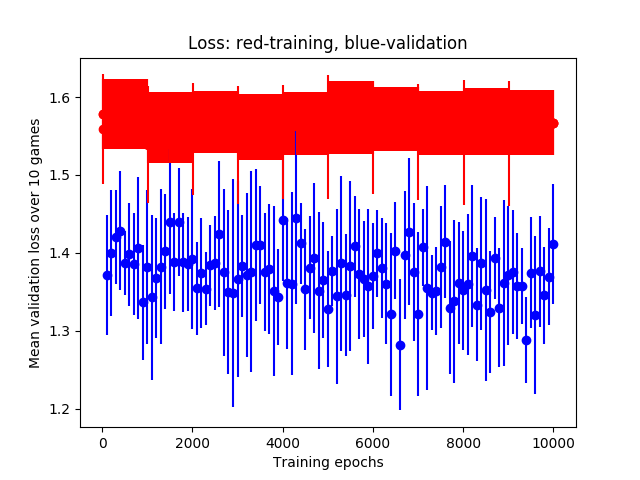 Loss: red-training, blue-validation
Mean validation loss over 10 games
1.6
1.5
1.4
1.3
1.2
0 2000 4000 6000 8000 10000
Training epochs